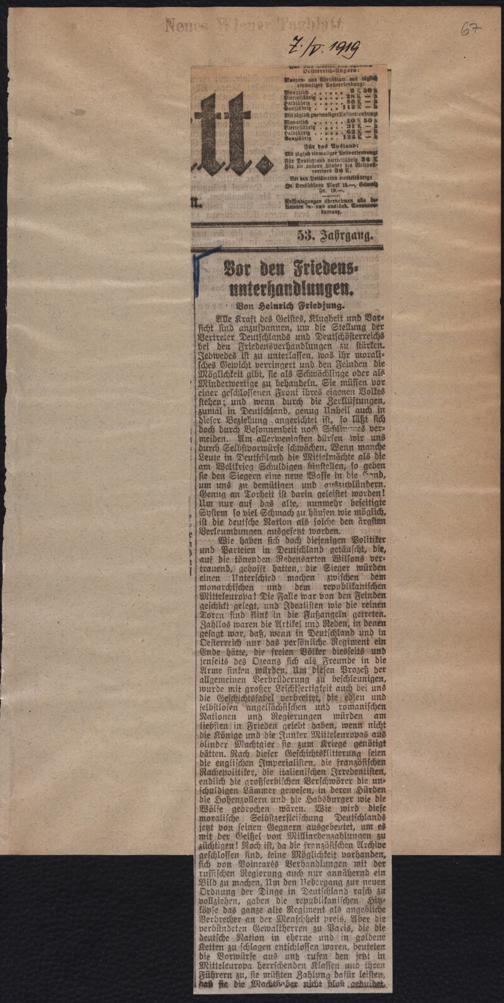 Neues Wiener Tagblatt
67
7./V. 1919
Oesterreich-Ungarn:
Für das Ausland:
tt.
n.
53. Jahrgang.
Vor den Friedens-
unterhandlungen.
Von Heinrich Friedjung.
Alle Kraft des Geistes, Klugheit und Vor-
sicht sind anzuspannen, um die Stellung der
Vertreter Deutschlands und Deutschösterreichs
bei den Friedensverhandlungen zu stärken.
Jedwedes ist zu unterlassen, was ihr morali-
sches Gewicht verringert und den Feinden die
Möglichkeit gibt, sie als Schwächlinge oder als
Minderwertige zu behandeln. Sie müssen vor
einer geschlossenen Front ihres eigenen Volkes
stehen; und wenn durch die Zerklüftungen,
zumal in Deutschland, genug Unheil auch in
dieser Beziehung angerichtet ist, so läßt sich
doch durch Besonnenheit noch Schlimmes ver-
meiden. Am allerwenigsten dürfen wir uns
durch Selbstvorwürfe schwächen. Wenn manche
Leute in Deutschland die Mittelmächte als die
am Weltkrieg Schuldigen hinstellen, so geben
sie den Siegern eine neue Waffe in die Hand,
um uns zu demütigen und auszuplündern.
Genug an Torheit ist darin geleistet worden!
Um nur auf das alte, nunmehr beseitigte
System so viel Schmach zu häufen wie möglich,
ist die deutsche Nation als solche den ärgsten
Verleumdungen ausgesetzt worden.
Wie haben sich doch diejenigen Politiker
und Parteien in Deutschland getäuscht, die,
auf die tönenden Redensarten Wilsons ver-
trauend, gehofft hatten, die Sieger würden
einen Unterschied machen zwischen dem
monarchischen und dem republikanischen
Mitteleuropa! Die Falle war von den Feinden
geschickt gelegt, und Idealisten wie die reinen
Toren sind flink in die Fußangeln getreten.
Zahllos waren die Artikel und Reden, in denen
gesagt war, daß, wenn in Deutschland und in
Oesterreich nur das persönliche Regiment ein
Ende hätte, die freien Völker diesseits und
jenseits des Ozeans sich als Freunde in die
Arme sinken würden. Um diesen Prozeß der
allgemeinen Verbrüderung zu beschleunigen,
wurde mit großer Leichtfertigkeit auch bei uns
die Geschichtsfabel verbreitet, die edlen und
selbstlosen angelsächsischen und romanischen
Nationen und Regierungen würden am
liebsten in Frieden gelebt haben, wenn nicht
die Könige und die Junker Mitteleuropas aus
blinder Machtgier sie zum Kriege genötigt
hätten. Nach dieser Geschichtsklitterung seien
die englischen Imperialisten, die französischen
Rachepolitiker, die italienischen Irredentisten,
endlich die großserbischen Verschwörer die un-
schuldigen Lämmer gewesen, in deren Hürden
die Hohenzollern und die Habsburger wie die
Wölfe gebrochen wären. Wie wird diese
moralische Selbstzerfleischung Deutschlands
jetzt von seinen Gegnern ausgebeutet, um es
mit der Geißel von Milliardenzahlungen zu
züchtigen! Noch ist, da die französischen Archive
geschlossen sind, keine Möglichkeit vorhanden,
sich von Poincarés Verhandlungen mit der
russischen Regierung auch nur annähernd ein
Bild zu machen. Um den Uebergang zur neuen
Ordnung der Dinge in Deutschland rasch zu
vollziehen, gaben die republikanischen Hitz-
köpfe das ganze alte Regiment als angebliche
Verbrecher an der Menschheit preis. Aber die
verbündeten Gewaltherren zu Paris, die die
deutsche Nation in eherne und in goldene
Ketten zu schlagen entschlossen waren, deuteten
die Vorwürfe aus und rufen den jetzt in
Mitteleuropa herrschenden Klassen und ihren
Führern zu, sie müßten Zahlung dafür leisten,
daß sie die Machthaber nicht bloß geduldet,